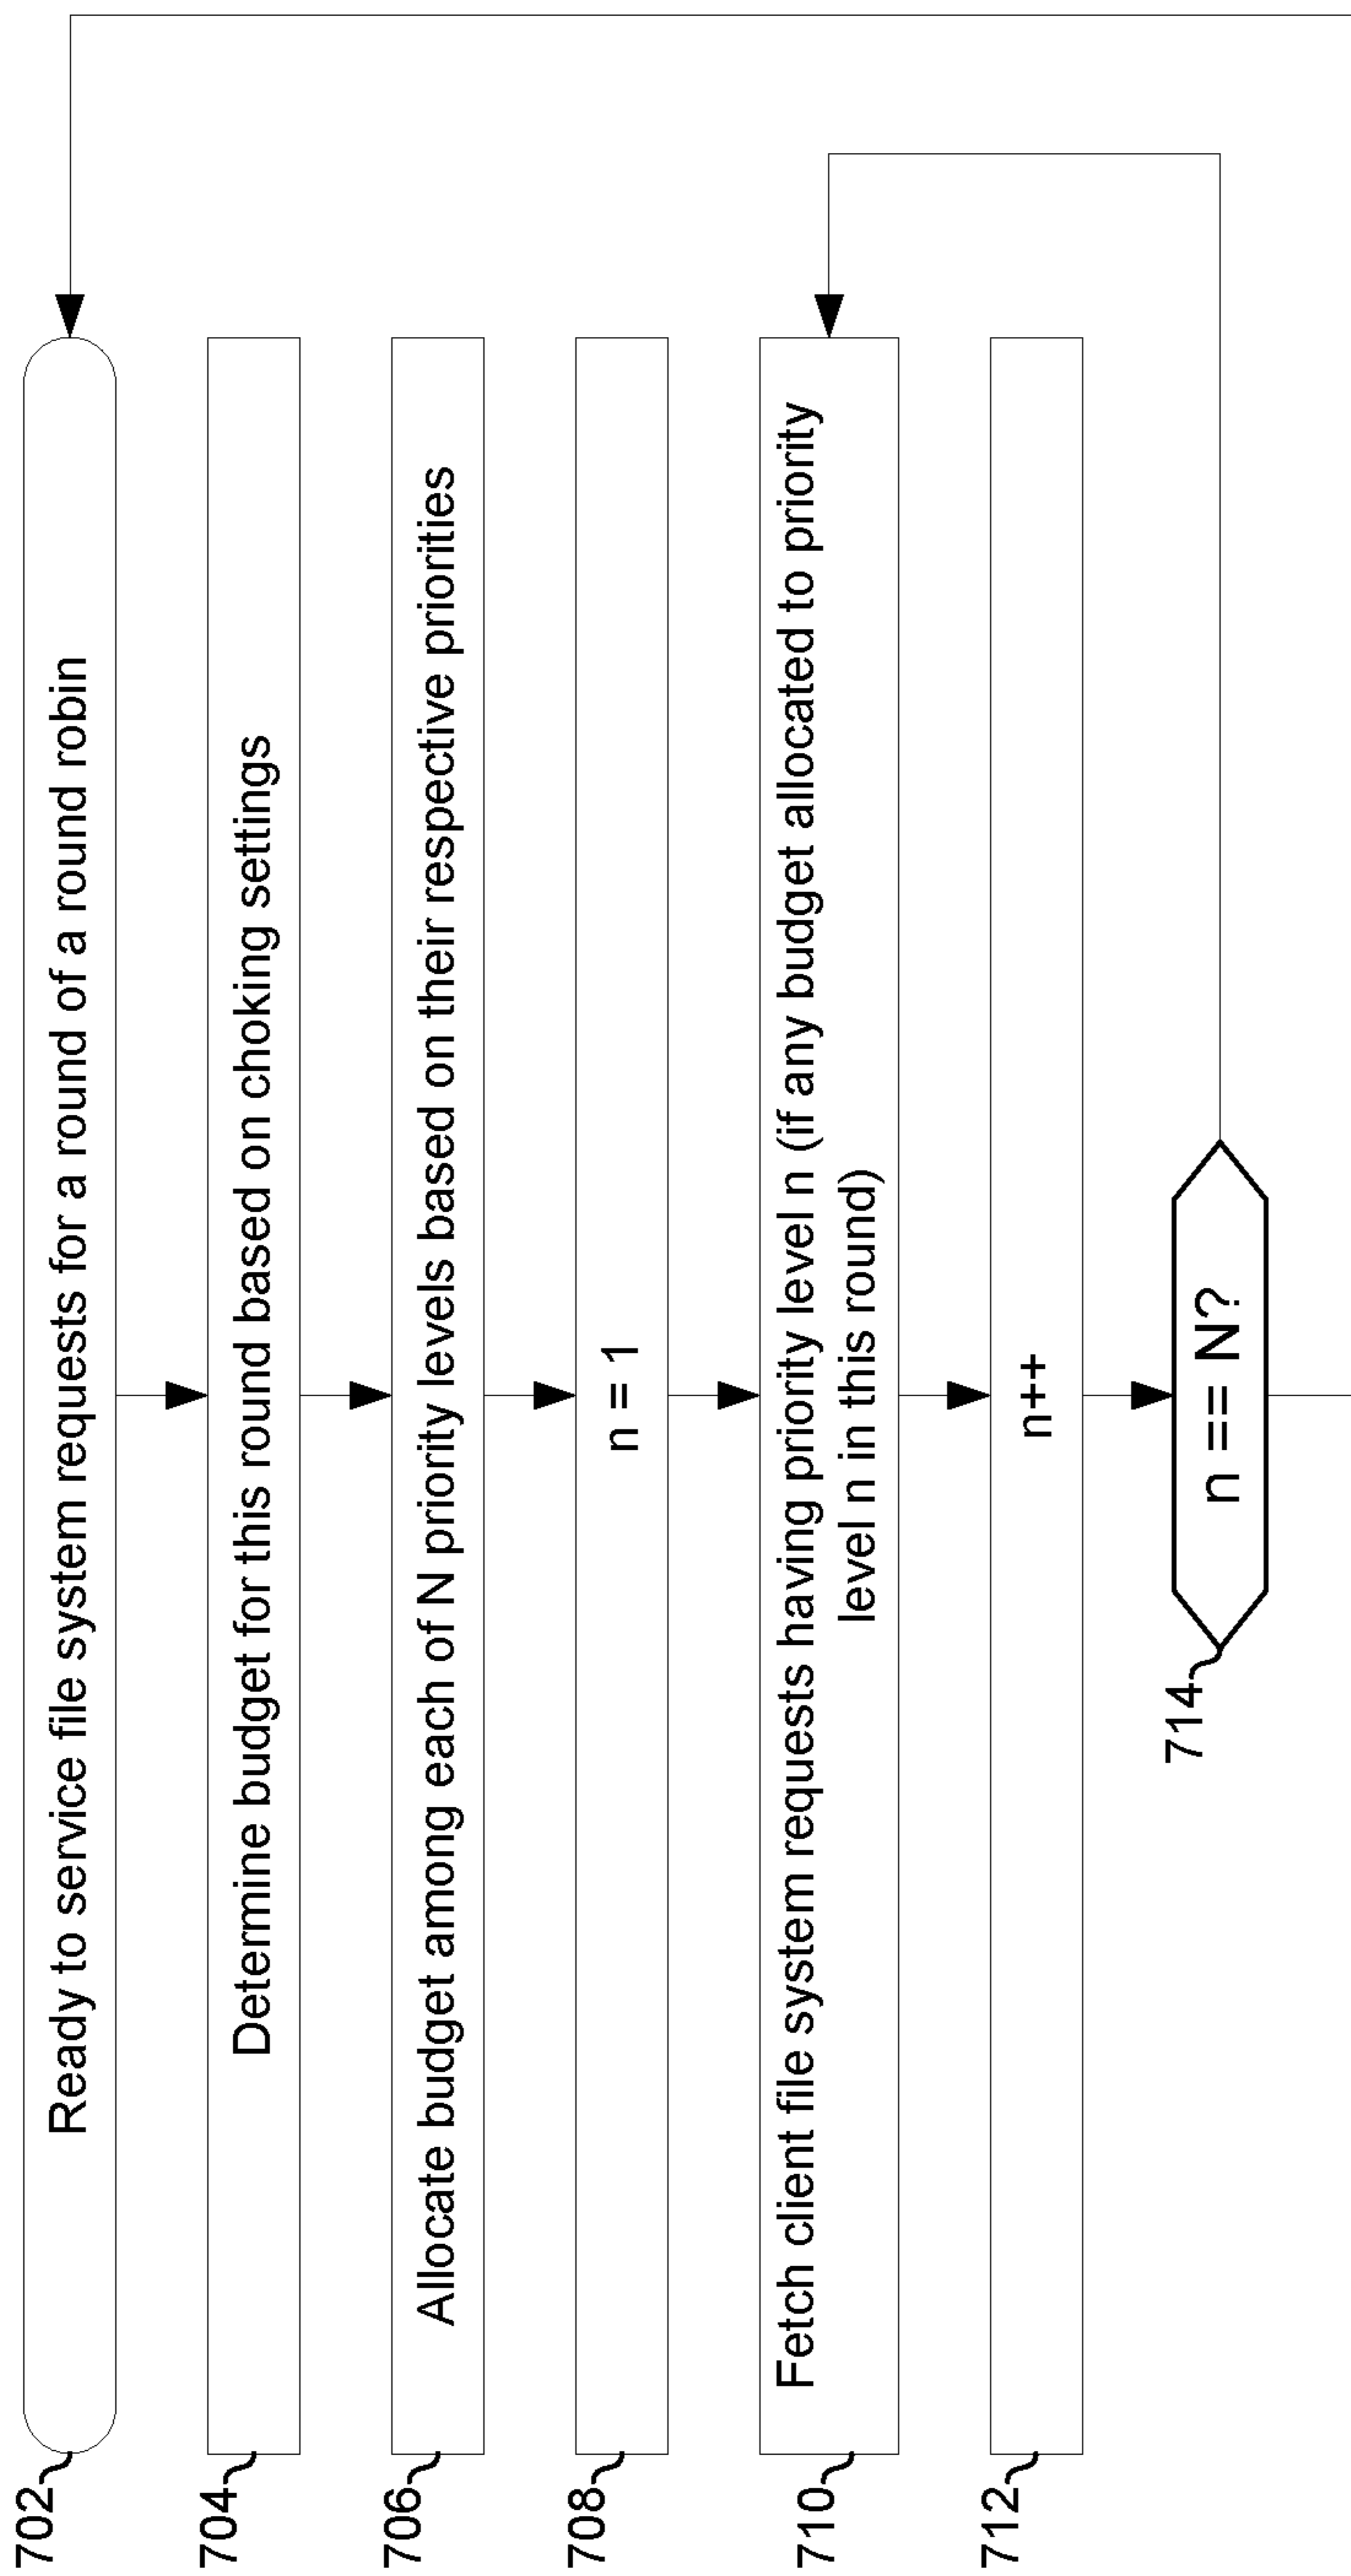 702
Ready to service file system requests for a round of a round robin
704
Determine budget for this round based on choking settings
706
Allocate budget among each of N priority levels based on their respective priorities
708
n = 1
710
Fetch client file system requests having priority level n (if any budget allocated to priority
level n in this round)
712
n++
714
n == N?